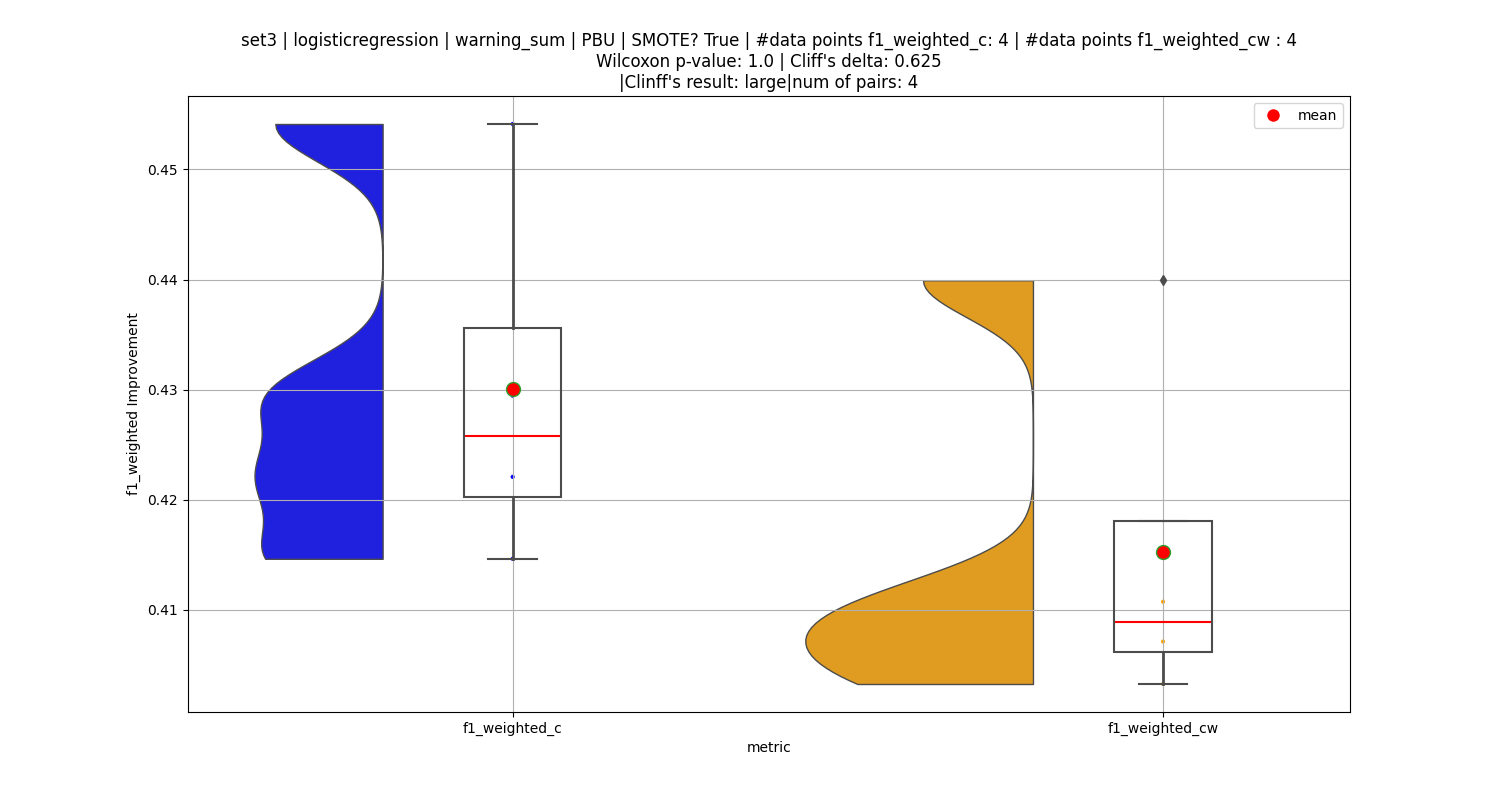 set3 | logisticregression | warning_sum | PBU | SMOTE? True | #data points f1_weighted_c: 4 | #data points f1_weighted_cw : 4
Wilcoxon p-value: 1.0 | Cliff's delta: 0.625
|Clinff's result: large|num of pairs: 4
mean
0.45
0.44
0.43
0.42
0.41
f1_weighted Improvement
f1_weighted_c
f1_weighted_cw
metric